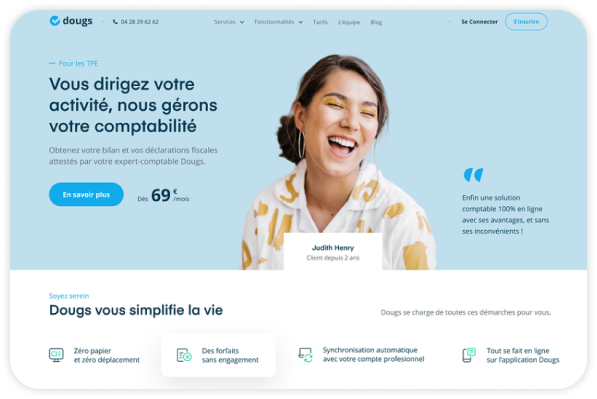 dougs
04 28 29 62 62
Services
Fonctionnalités
Tarifs
L'équipe
Blog
Se Connecter
S'inscrire
Pour les TPE
Vous dirigez votre
activité, nous gérons
votre comptabilité
Obtenez votre bilan et vos déclarations fiscales
attestés par votre expert-comptable Dougs.
En savoir plus
Dès 69 € /mois
Enfin une solution
comptable 100% en ligne
avec ses avantages, et sans
ses inconvénients !
Judith Henry
Client depuis 2 ans
Soyez serein
Dougs vous simplifie la vie
Dougs se charge de toutes ces démarches pour vous.
Zéro papier
et zéro déplacement
Des forfaits
sans engagement
Synchronisation automatique
avec votre compte profesionnel
Tout se fait en ligne
sur l'application Dougs